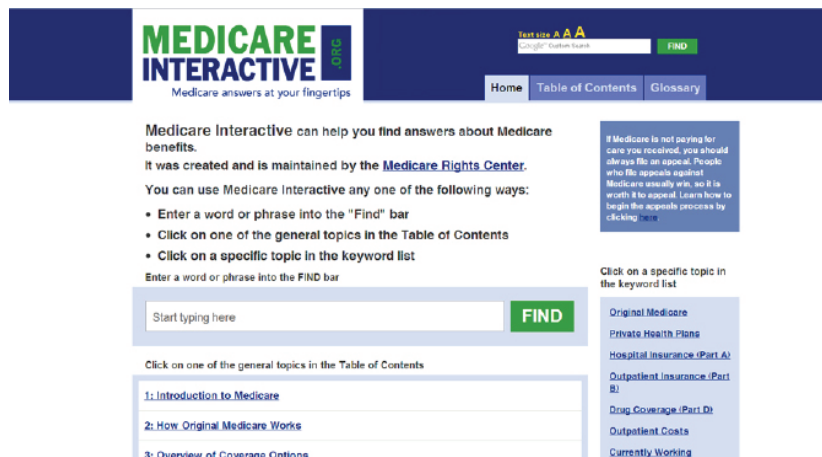 MEDICARE
INTERACTIVE
.ORG
Medicare answers at your fingertips
Text size A A A
Google™ Custom Search
FIND
Home
Table of Contents
Glossary
Medicare Interactive can help you find answers about Medicare
benefits.
It was created and is maintained by the Medicare Rights Center.
You can use Medicare Interactive any one of the following ways:
• Enter a word or phrase into the "Find" bar
• Click on one of the general topics in the Table of Contents
• Click on a specific topic in the keyword list
Enter a word or phrase into the FIND bar
Start typing here
FIND
Click on one of the general topics in the Table of Contents
1: Introduction to Medicare
2: How Original Medicare Works
3: Overview of Coverage Options
If Medicare is not paying for
care you received, you should
always file an appeal. People
who file appeals against
Medicare usually win, so it is
worth it to appeal. Learn how to
begin the appeals process by
clicking here
Click on a specific topic in
the keyword list
Original Medicare
Private Health Plans
Hospital Insurance (Part A)
Outpatient Insurance (Part
B)
Drug Coverage (Part D)
Outpatient Costs
Currently Working